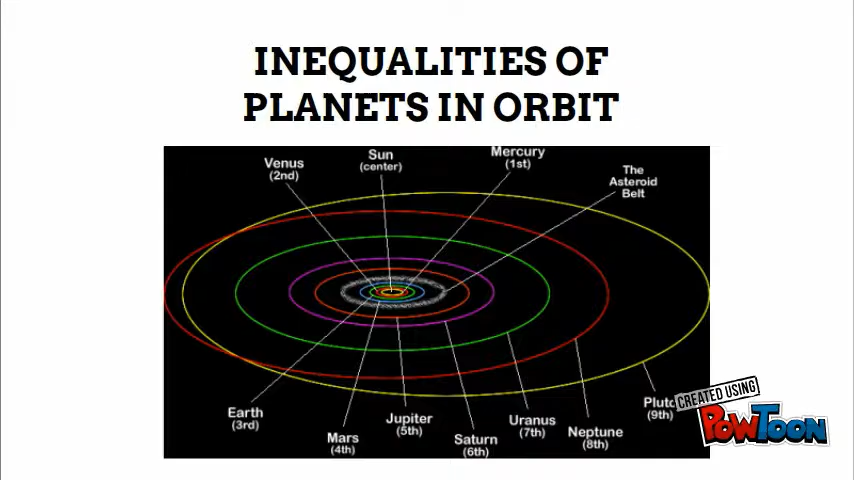 INEQUALITIES OF
PLANETS IN ORBIT
Venus
(2nd)
Sun
(center)
Mercury
(1st)
The
Asteroid
Belt
Earth
(3rd)
Mars
(4th)
Jupiter
(5th)
Saturn
(6th)
Uranus
(7th)
Neptune
(8th)
Pluto
(9th)
CREATED USING
POWTOON